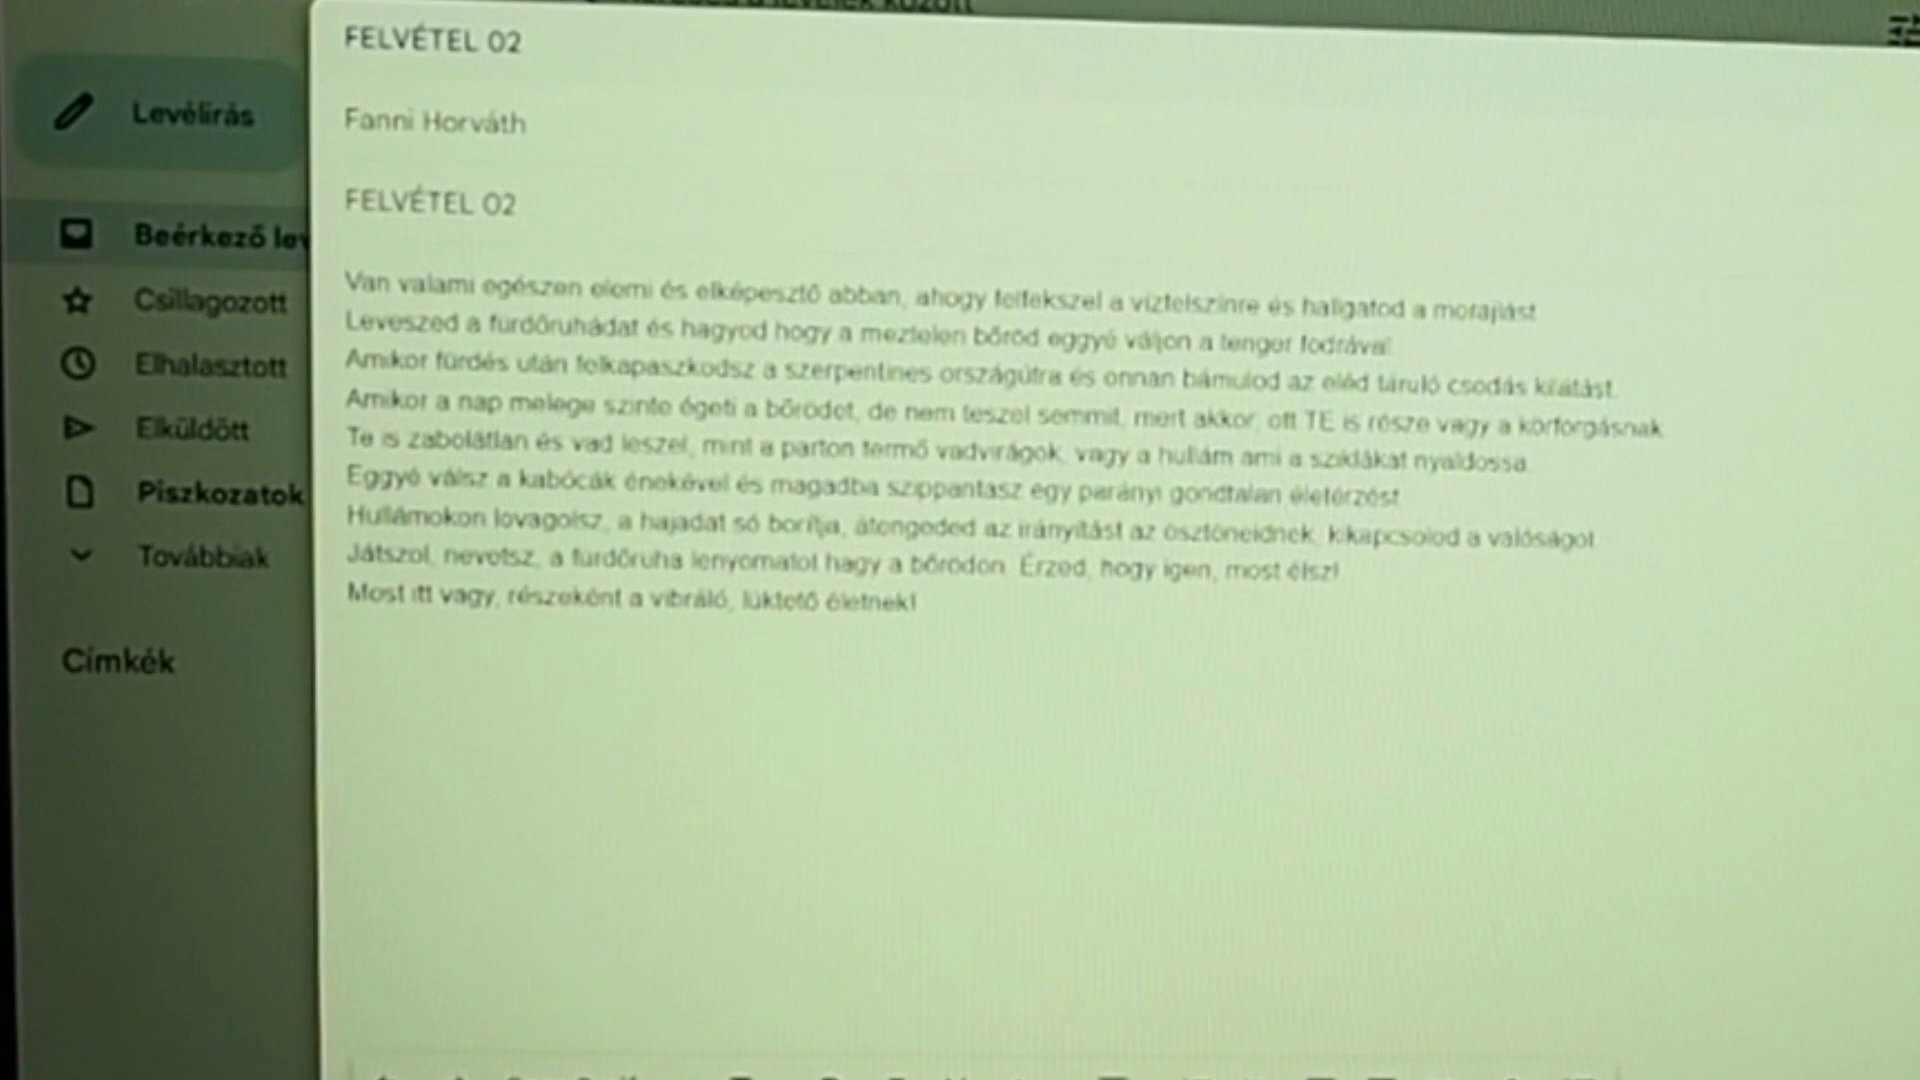 FELVÉTEL 02
Levélírás
Fanni Horváth
FELVÉTEL 02
Beérkező lev
Csillagozott
Elhalasztott
Elküldött
Piszkozatok
Továbbiak
Címkék
Van valami egészen elemi és elképesztő abban, ahogy felfekszel a vízfelszínre és hallgatod a morajlást.
Leveszed a fürdőruhádat és hagyod hogy a meztelen bőröd eggyé váljon a tenger fodrával.
Amikor fürdés után felkapaszkodsz a szerpentines országútra és onnan bámulod az eléd táruló csodás kilátást.
Amikor a nap melege szinte égeti a bőrödet, de nem teszel semmit, mert akkor, ott TE is része vagy a körforgásnak.
Te is zabolátlan és vad leszel, mint a parton termő vadvirágok, vagy a hullám ami a sziklákat nyaldossa.
Eggyé válsz a kabócák énekével és magadba szippantasz egy parányi gondtalan életérzést.
Hullámokon lovagolsz, a hajadat só borítja, átengeded az irányítást az ösztöneidnek, kikapcsolod a valóságot.
Játszol, nevetsz, a fürdőruha lenyomatot hagy a bőrödön. Érzed, hogy igen, most élsz!
Most itt vagy, részeként a vibráló, lüktető életnek!